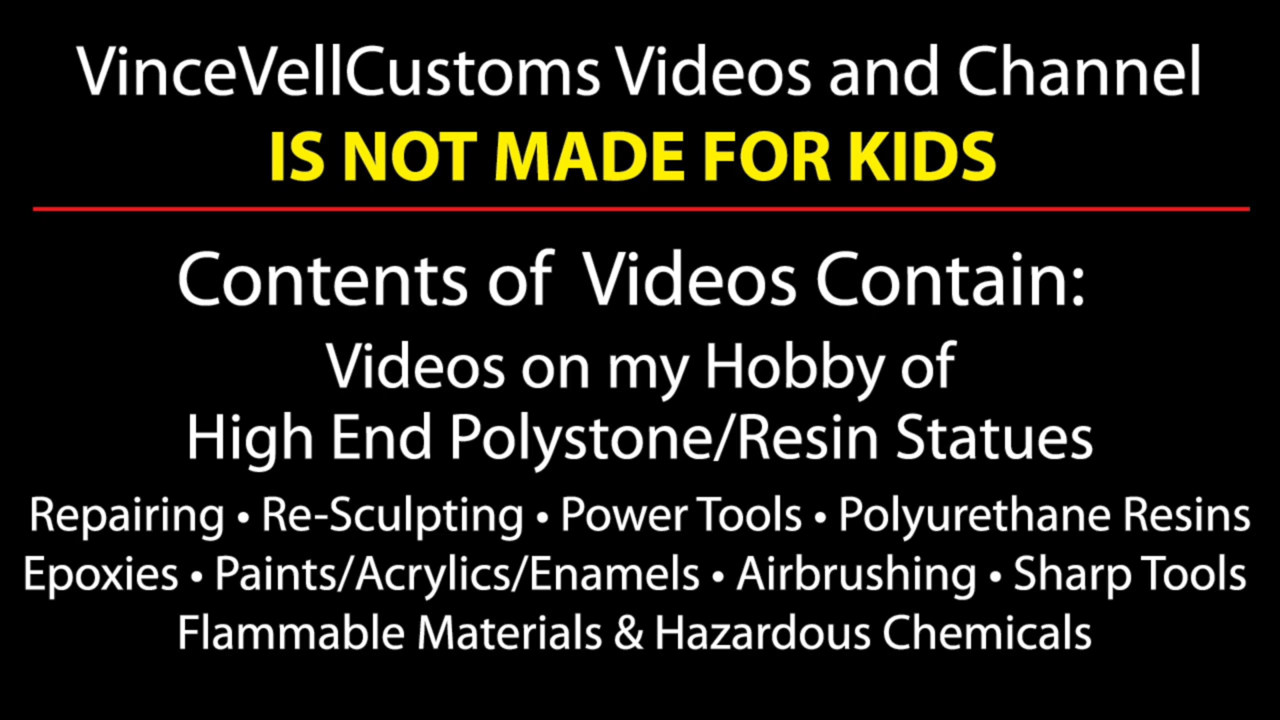 VinceVellCustoms Videos and Channel
IS NOT MADE FOR KIDS
Contents of Videos Contain:
Videos on my Hobby of
High End Polystone/Resin Statues
Repairing • Re-Sculpting • Power Tools • Polyurethane Resins
Epoxies • Paints/Acrylics/Enamels • Airbrushing • Sharp Tools
Flammable Materials & Hazardous Chemicals